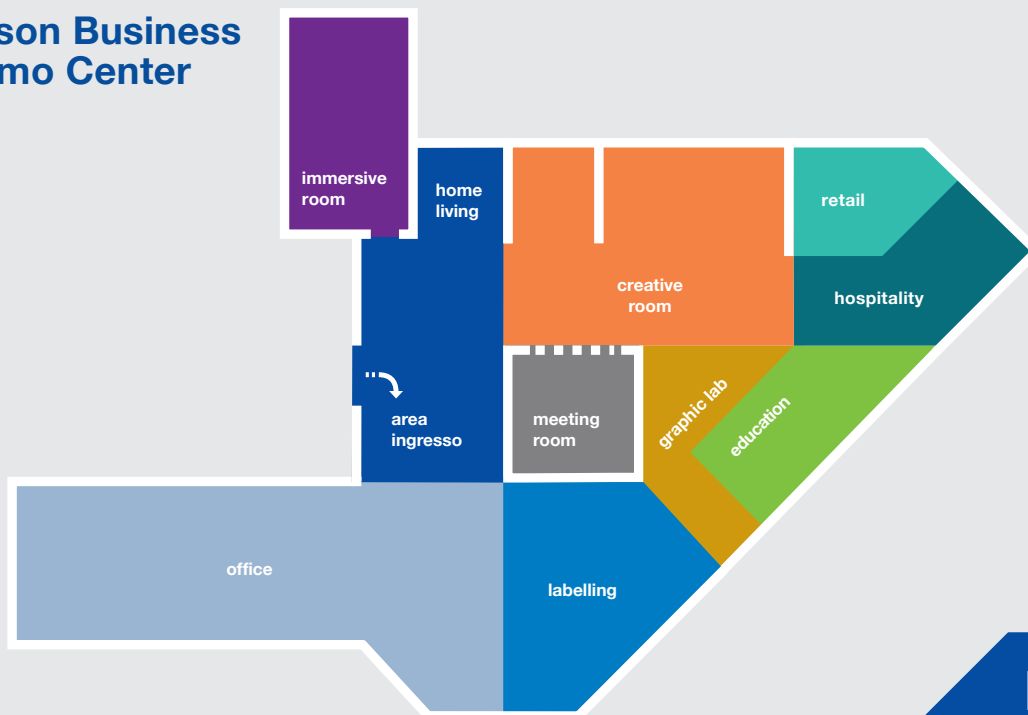 son Business
mo Center
immersive
room
home
living
retail
creative
room
hospitality
area
ingresso
meeting
room
graphic lab
education
office
labelling